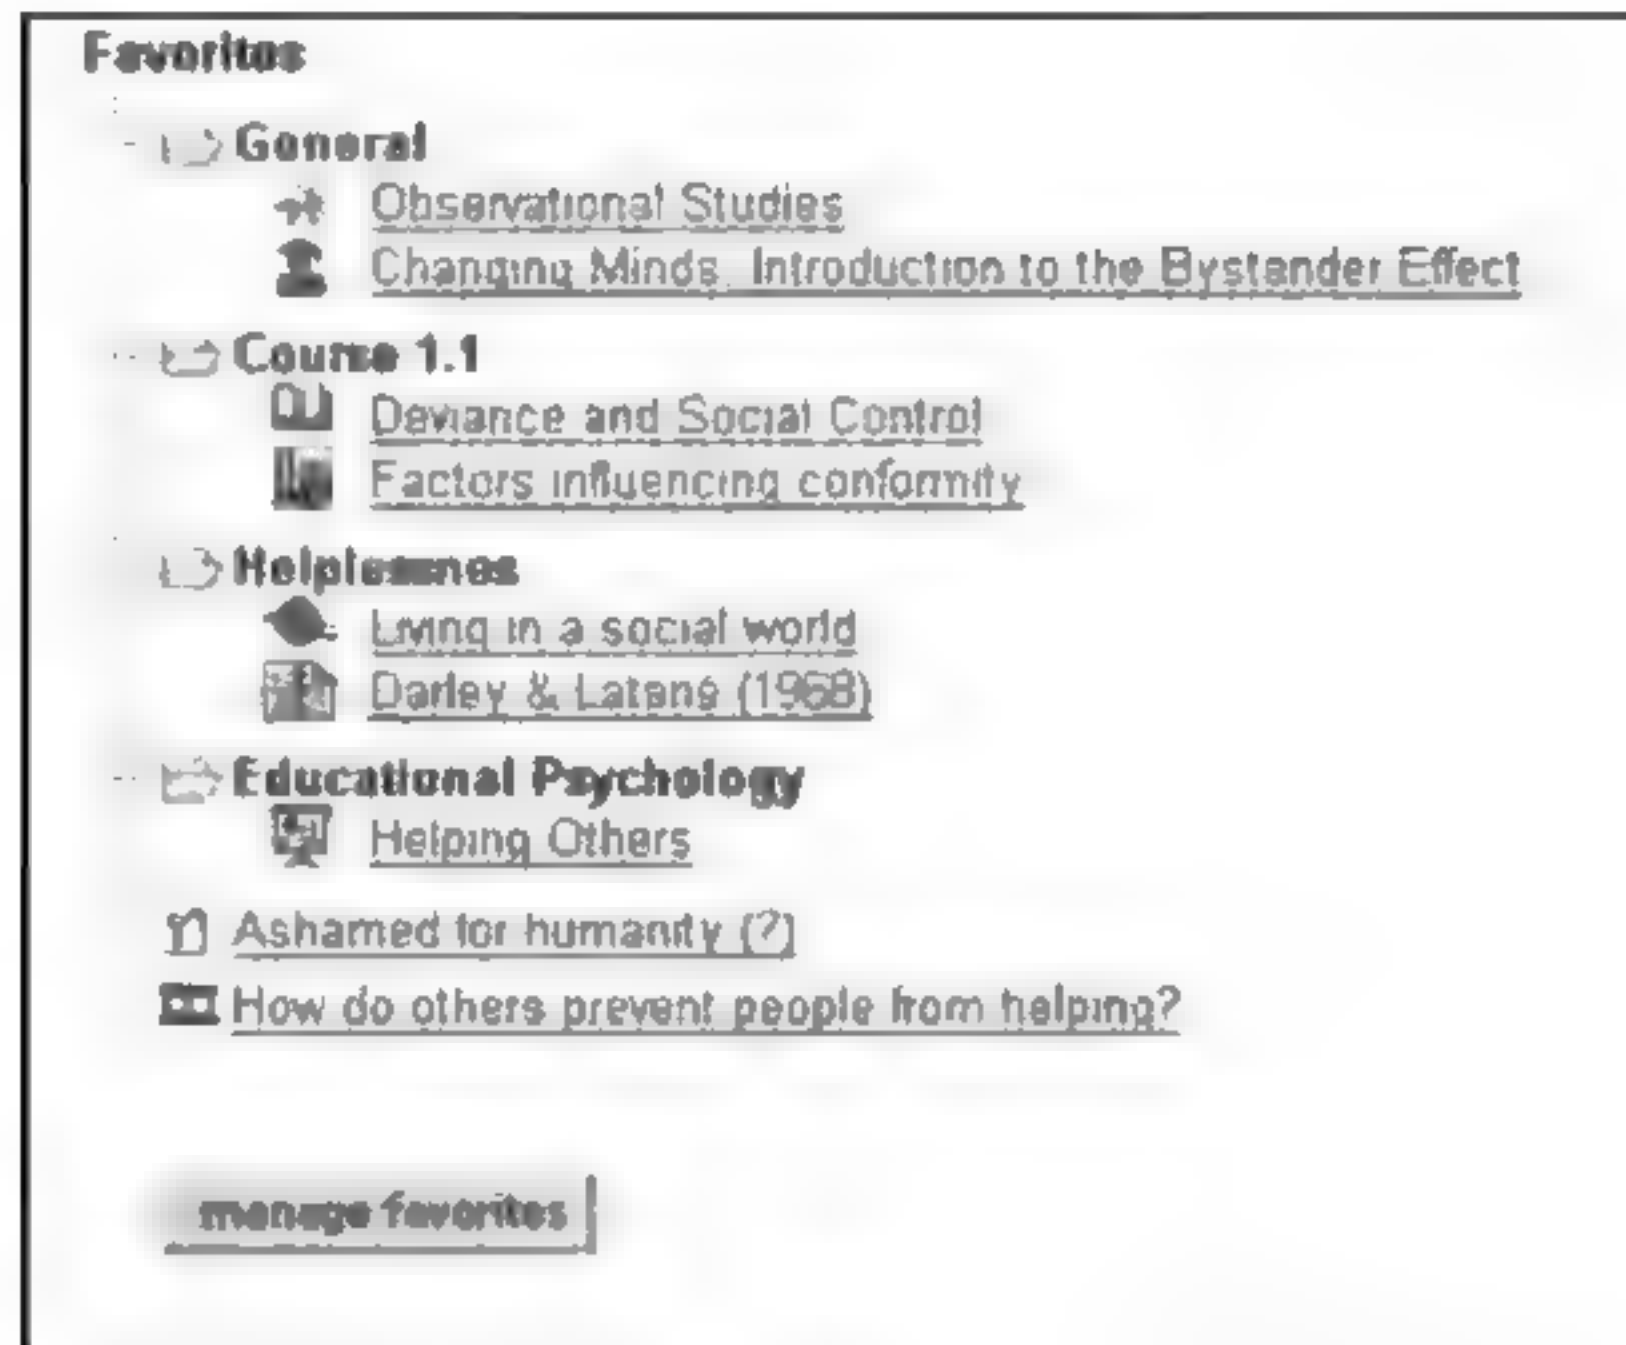 Favorites
General
Observational Studies
Changing Minds. Introduction to the Bystander Effect
Course 1.1
Deviance and Social Control
Factors influencing conformity
Helplessness
Living in a social world
Darley & Latané (1968)
Educational Psychology
Helping Others
Ashamed for humanity (?)
How do others prevent people from helping?
manage favorites